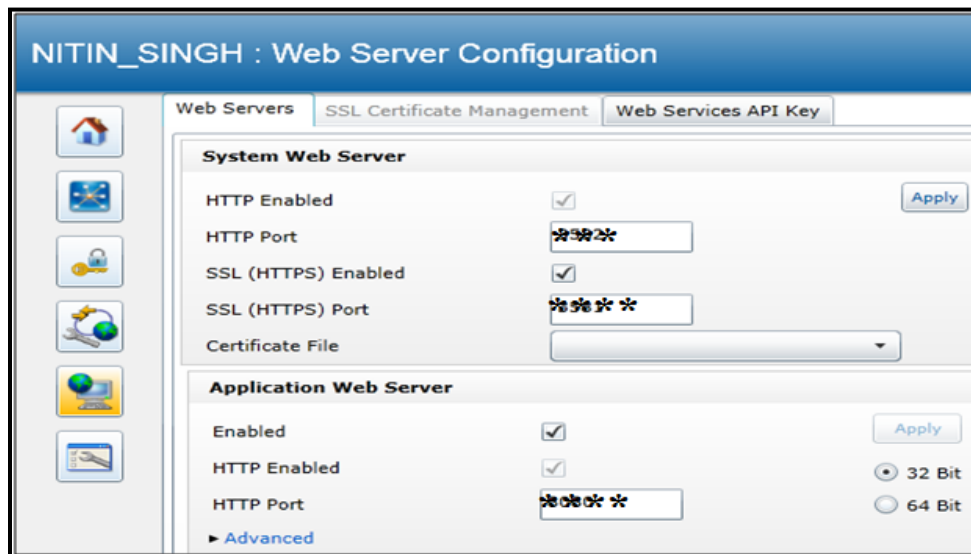 NITIN_SINGH : Web Server Configuration
Web Servers
SSL Certificate Management
Web Services API Key
System Web Server
HTTP Enabled
Apply
HTTP Port
SSL (HTTPS) Enabled
SSL (HTTPS) Port
Certificate File
Application Web Server
Enabled
Apply
HTTP Enabled
32 Bit
HTTP Port
64 Bit
Advanced